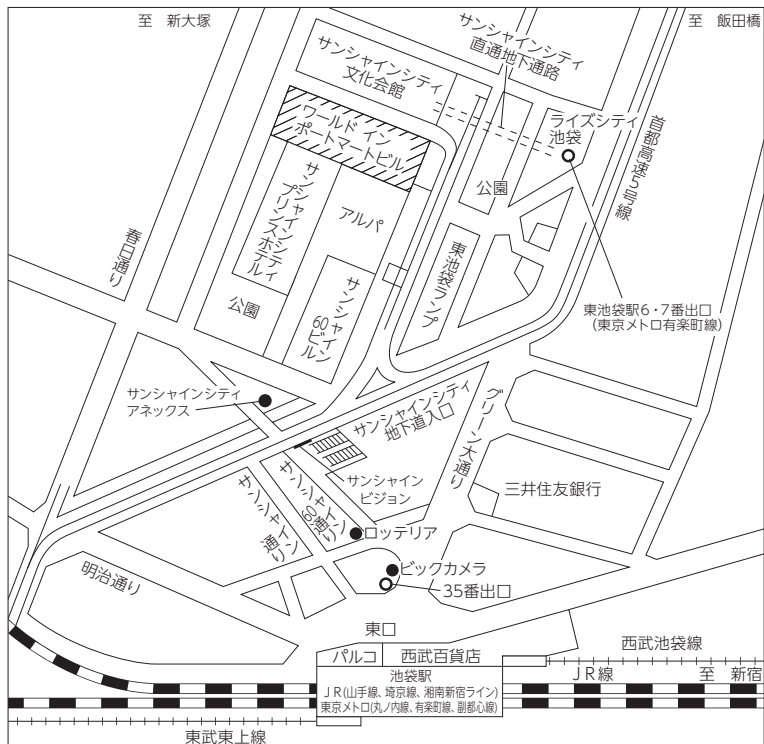 至 新大塚
サンシャインシティ
直通地下通路
至 飯田橋
サンシャインシティ
文化会館
ワールド イン
ポートマートビル
ライズシティ
池袋
首都高速5号線
公園
サンシャインシティ
プリンスホテル
アルパ
春日通り
東池袋ランプ
公園
サンシャイン
60ビル
東池袋駅6・7番出口
(東京メトロ有楽町線)
サンシャインシティ
アネックス
サンシャインシティ
地下道入口
グリーン大通り
サンシャイン
ビジョン
三井住友銀行
サンシャイン
通り
サンシャイン
60通り
ロッテリア
明治通り
ビックカメラ
35番出口
東口
パルコ
西武百貨店
西武池袋線
池袋駅
JR(山手線、埼京線、湘南新宿ライン)
東京メトロ(丸ノ内線、有楽町線、副都心線)
JR線
至 新宿
東武東上線